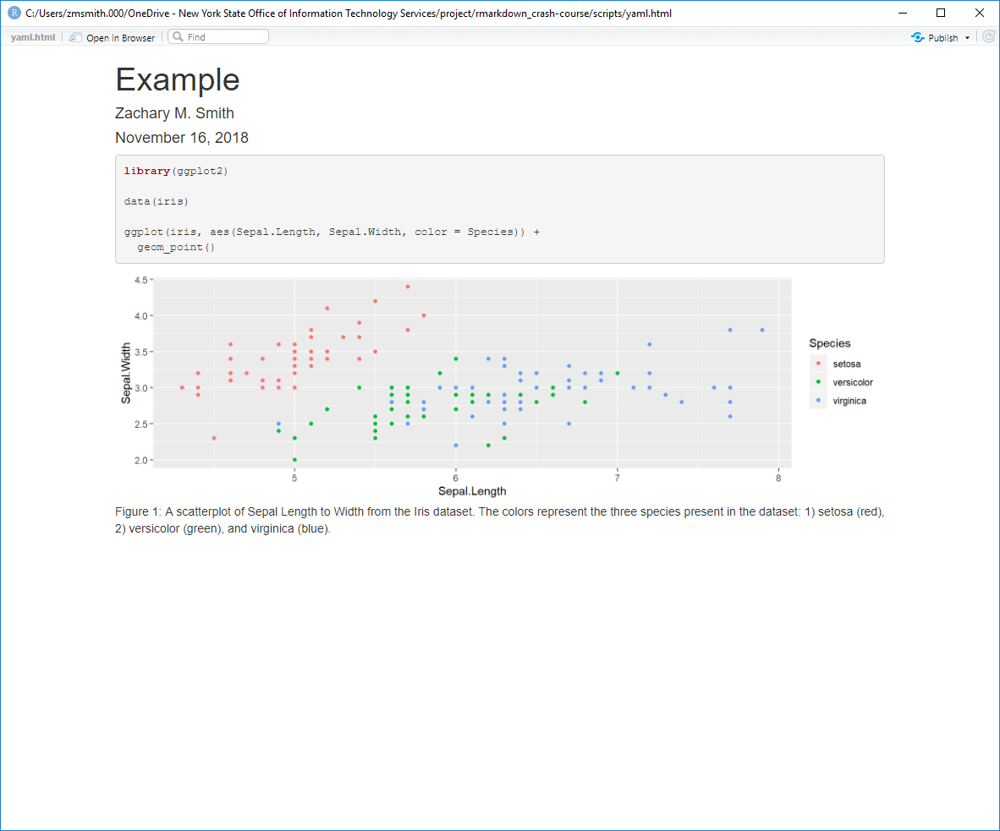 R C:/Users/zmsmith.000/OneDrive - New York State Office of Information Technology Services/project/rmarkdown_crash-course/scripts/yaml.html
yaml.html Open in Browser Find Publish
Example
Zachary M. Smith
November 16, 2018
library(ggplot2)
data(iris)
ggplot(iris, aes(Sepal.Length, Sepal.Width, color = Species)) +
  geom_point()
4.5
4.0
3.5
3.0
2.5
2.0
Sepal.Width
5 6 7 8
Sepal.Length
Species
setosa
versicolor
virginica
Figure 1: A scatterplot of Sepal Length to Width from the Iris dataset. The colors represent the three species present in the dataset: 1) setosa (red),
2) versicolor (green), and virginica (blue).